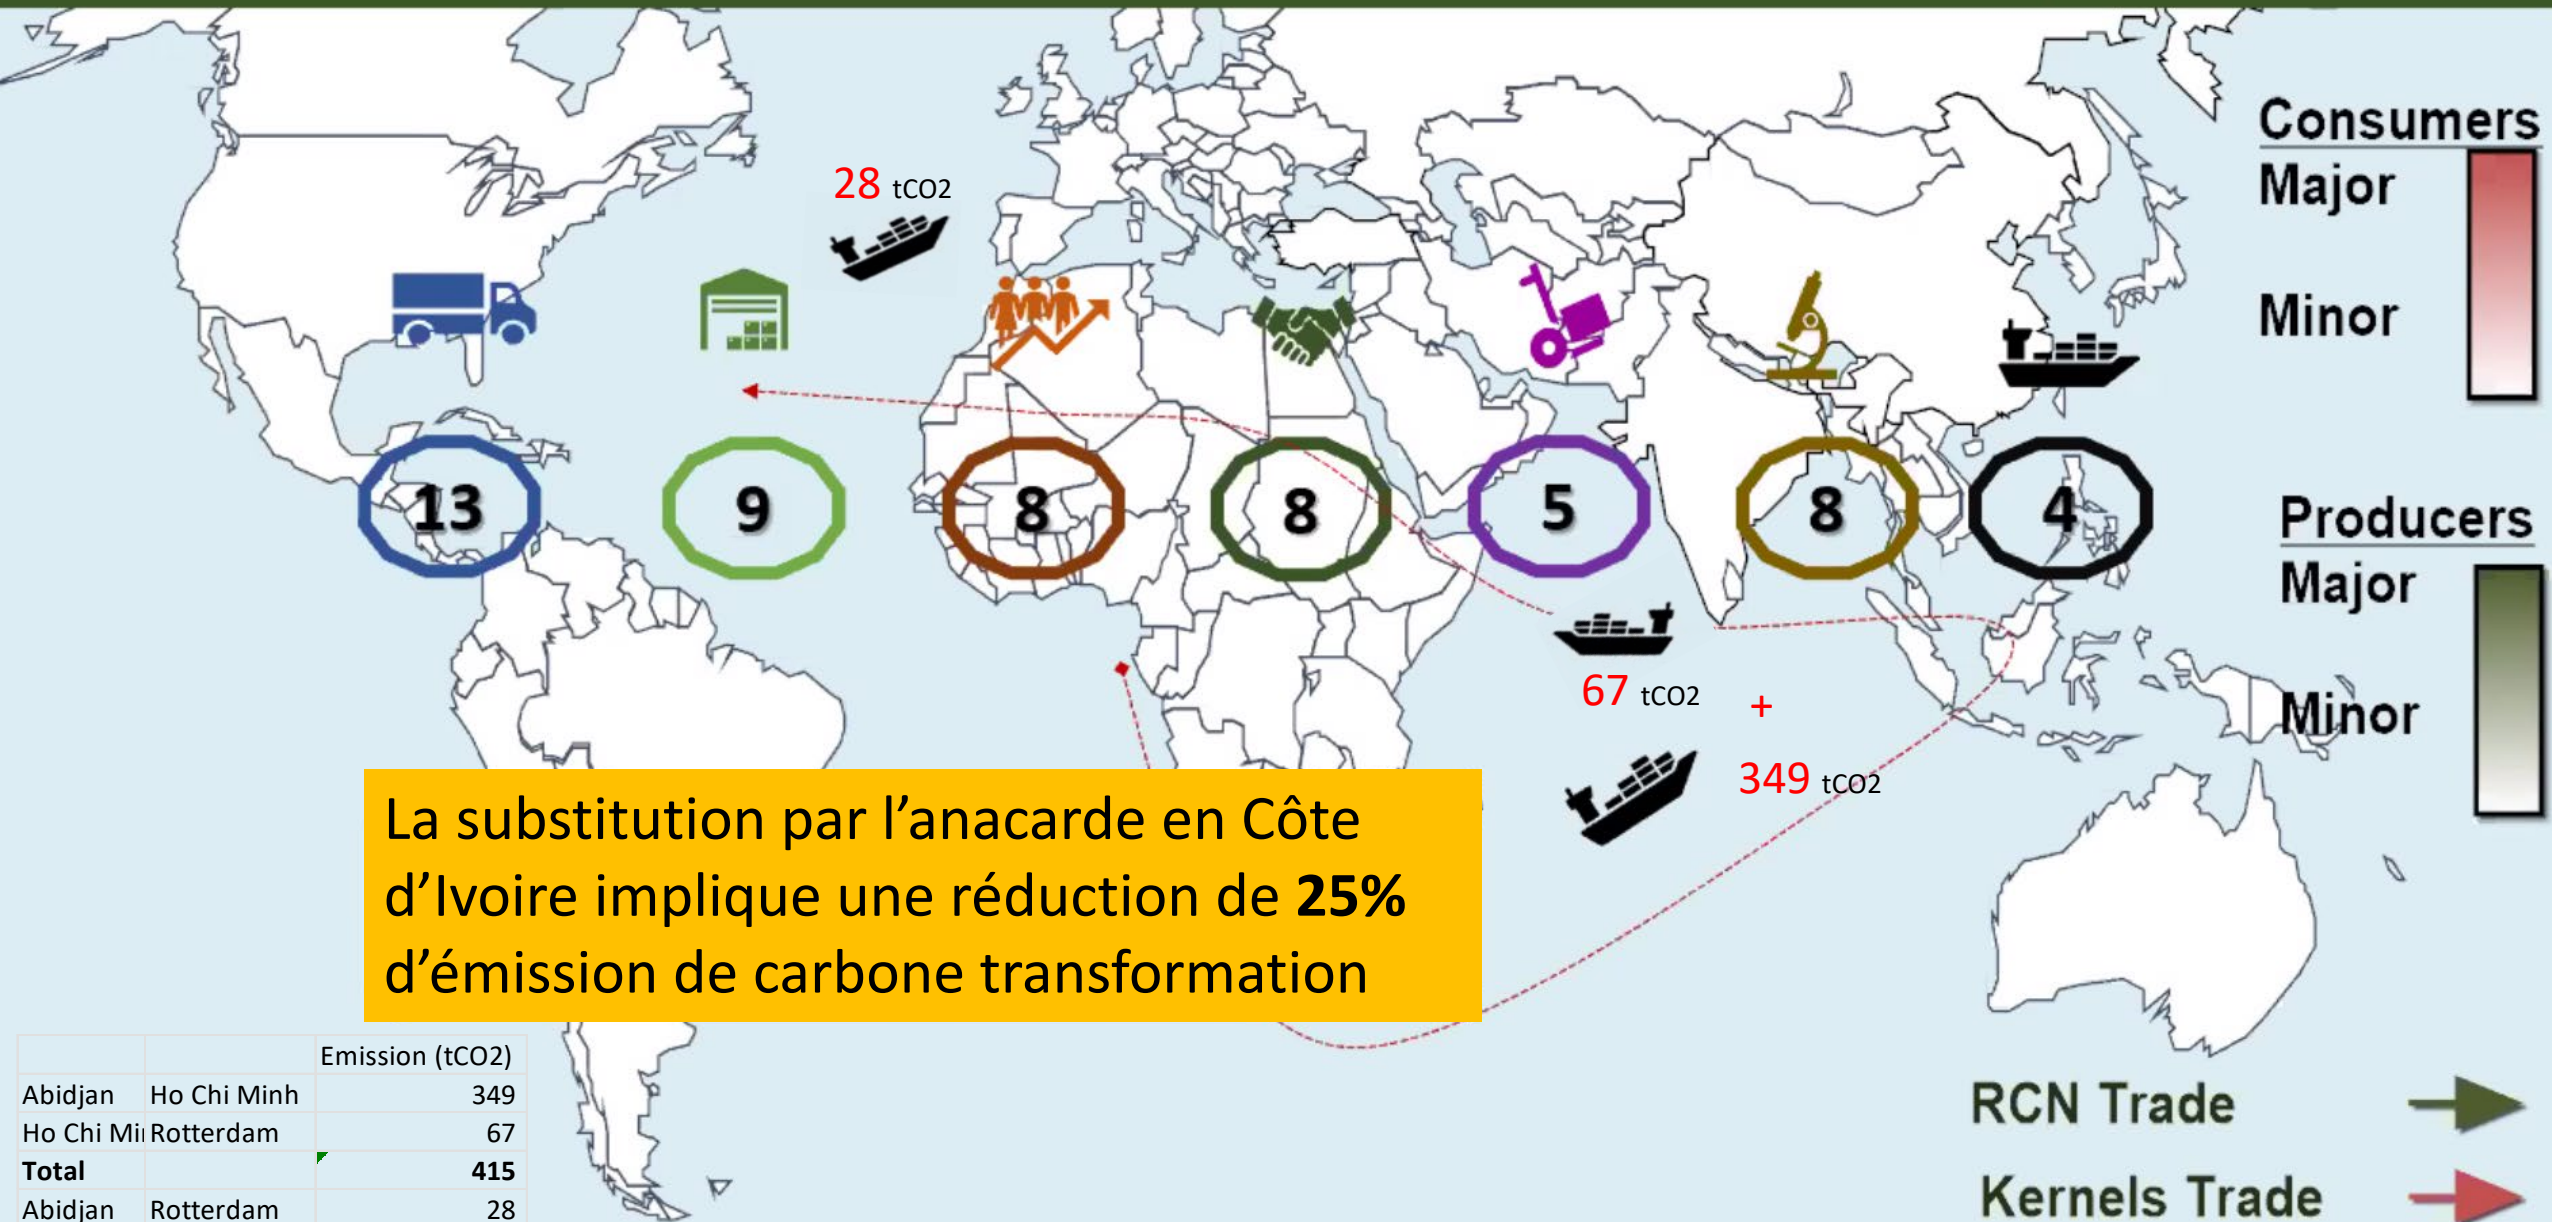 Consumers
Major
Minor
28 tCO2
13
9
8
8
5
8
4
Producers
Major
Minor
67 tCO2
+
349 tCO2
La substitution par l’anacarde en Côte
d’Ivoire implique une réduction de 25%
d’émission de carbone transformation
Emission (tCO2)
Abidjan Ho Chi Minh 349
Ho Chi Mi Rotterdam 67
Total 415
Abidjan Rotterdam 28
RCN Trade
Kernels Trade